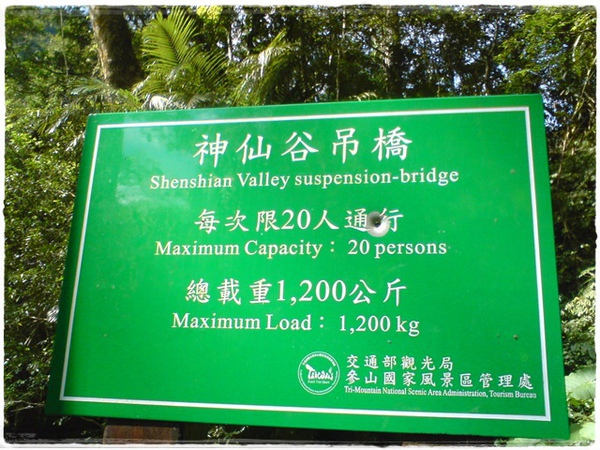 神仙谷吊橋
Shenshian Valley suspension-bridge
每次限20人通行
Maximum Capacity： 20 persons
總載重1,200公斤
Maximum Load： 1,200 kg
交通部觀光局
參山國家風景區管理處
Tri-Mountain National Scenic Area Administration, Tourism Bureau